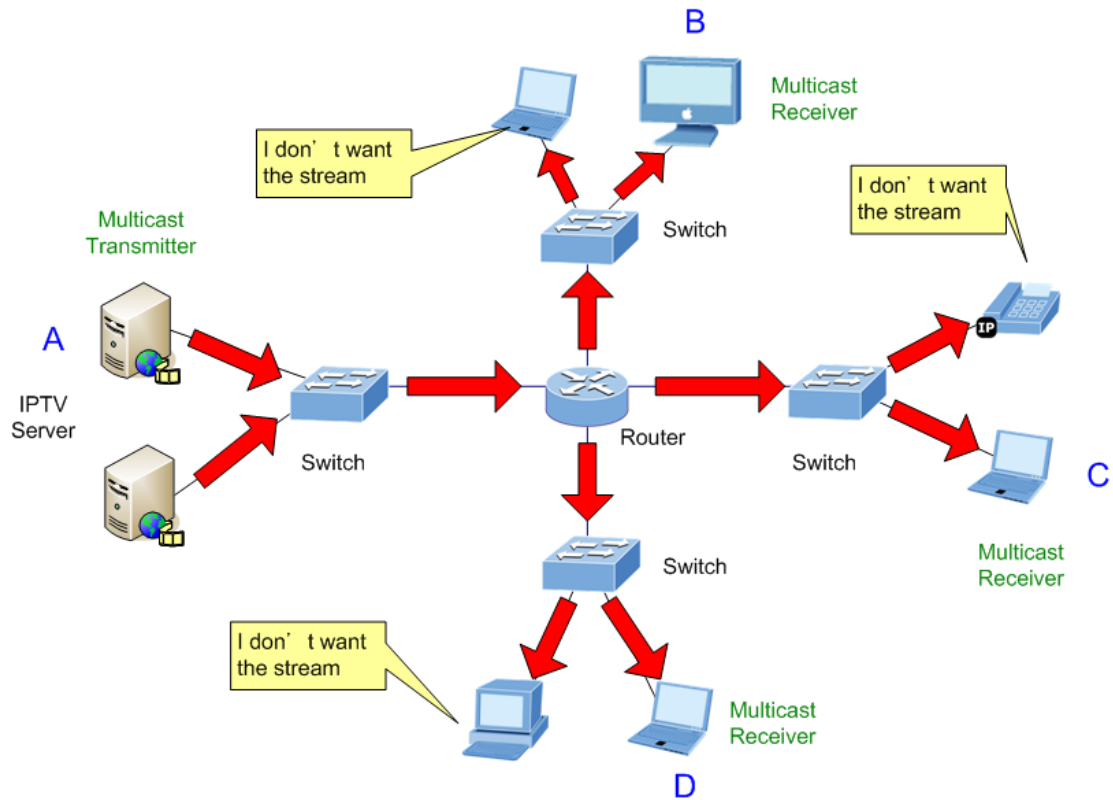 B
Multicast
Receiver
I don’ t want
the stream
I don’ t want
the stream
Switch
Multicast
Transmitter
A
IP
IPTV
Server
Switch
Router
Switch
C
Multicast
Receiver
Switch
I don’ t want
the stream
Multicast
Receiver
D